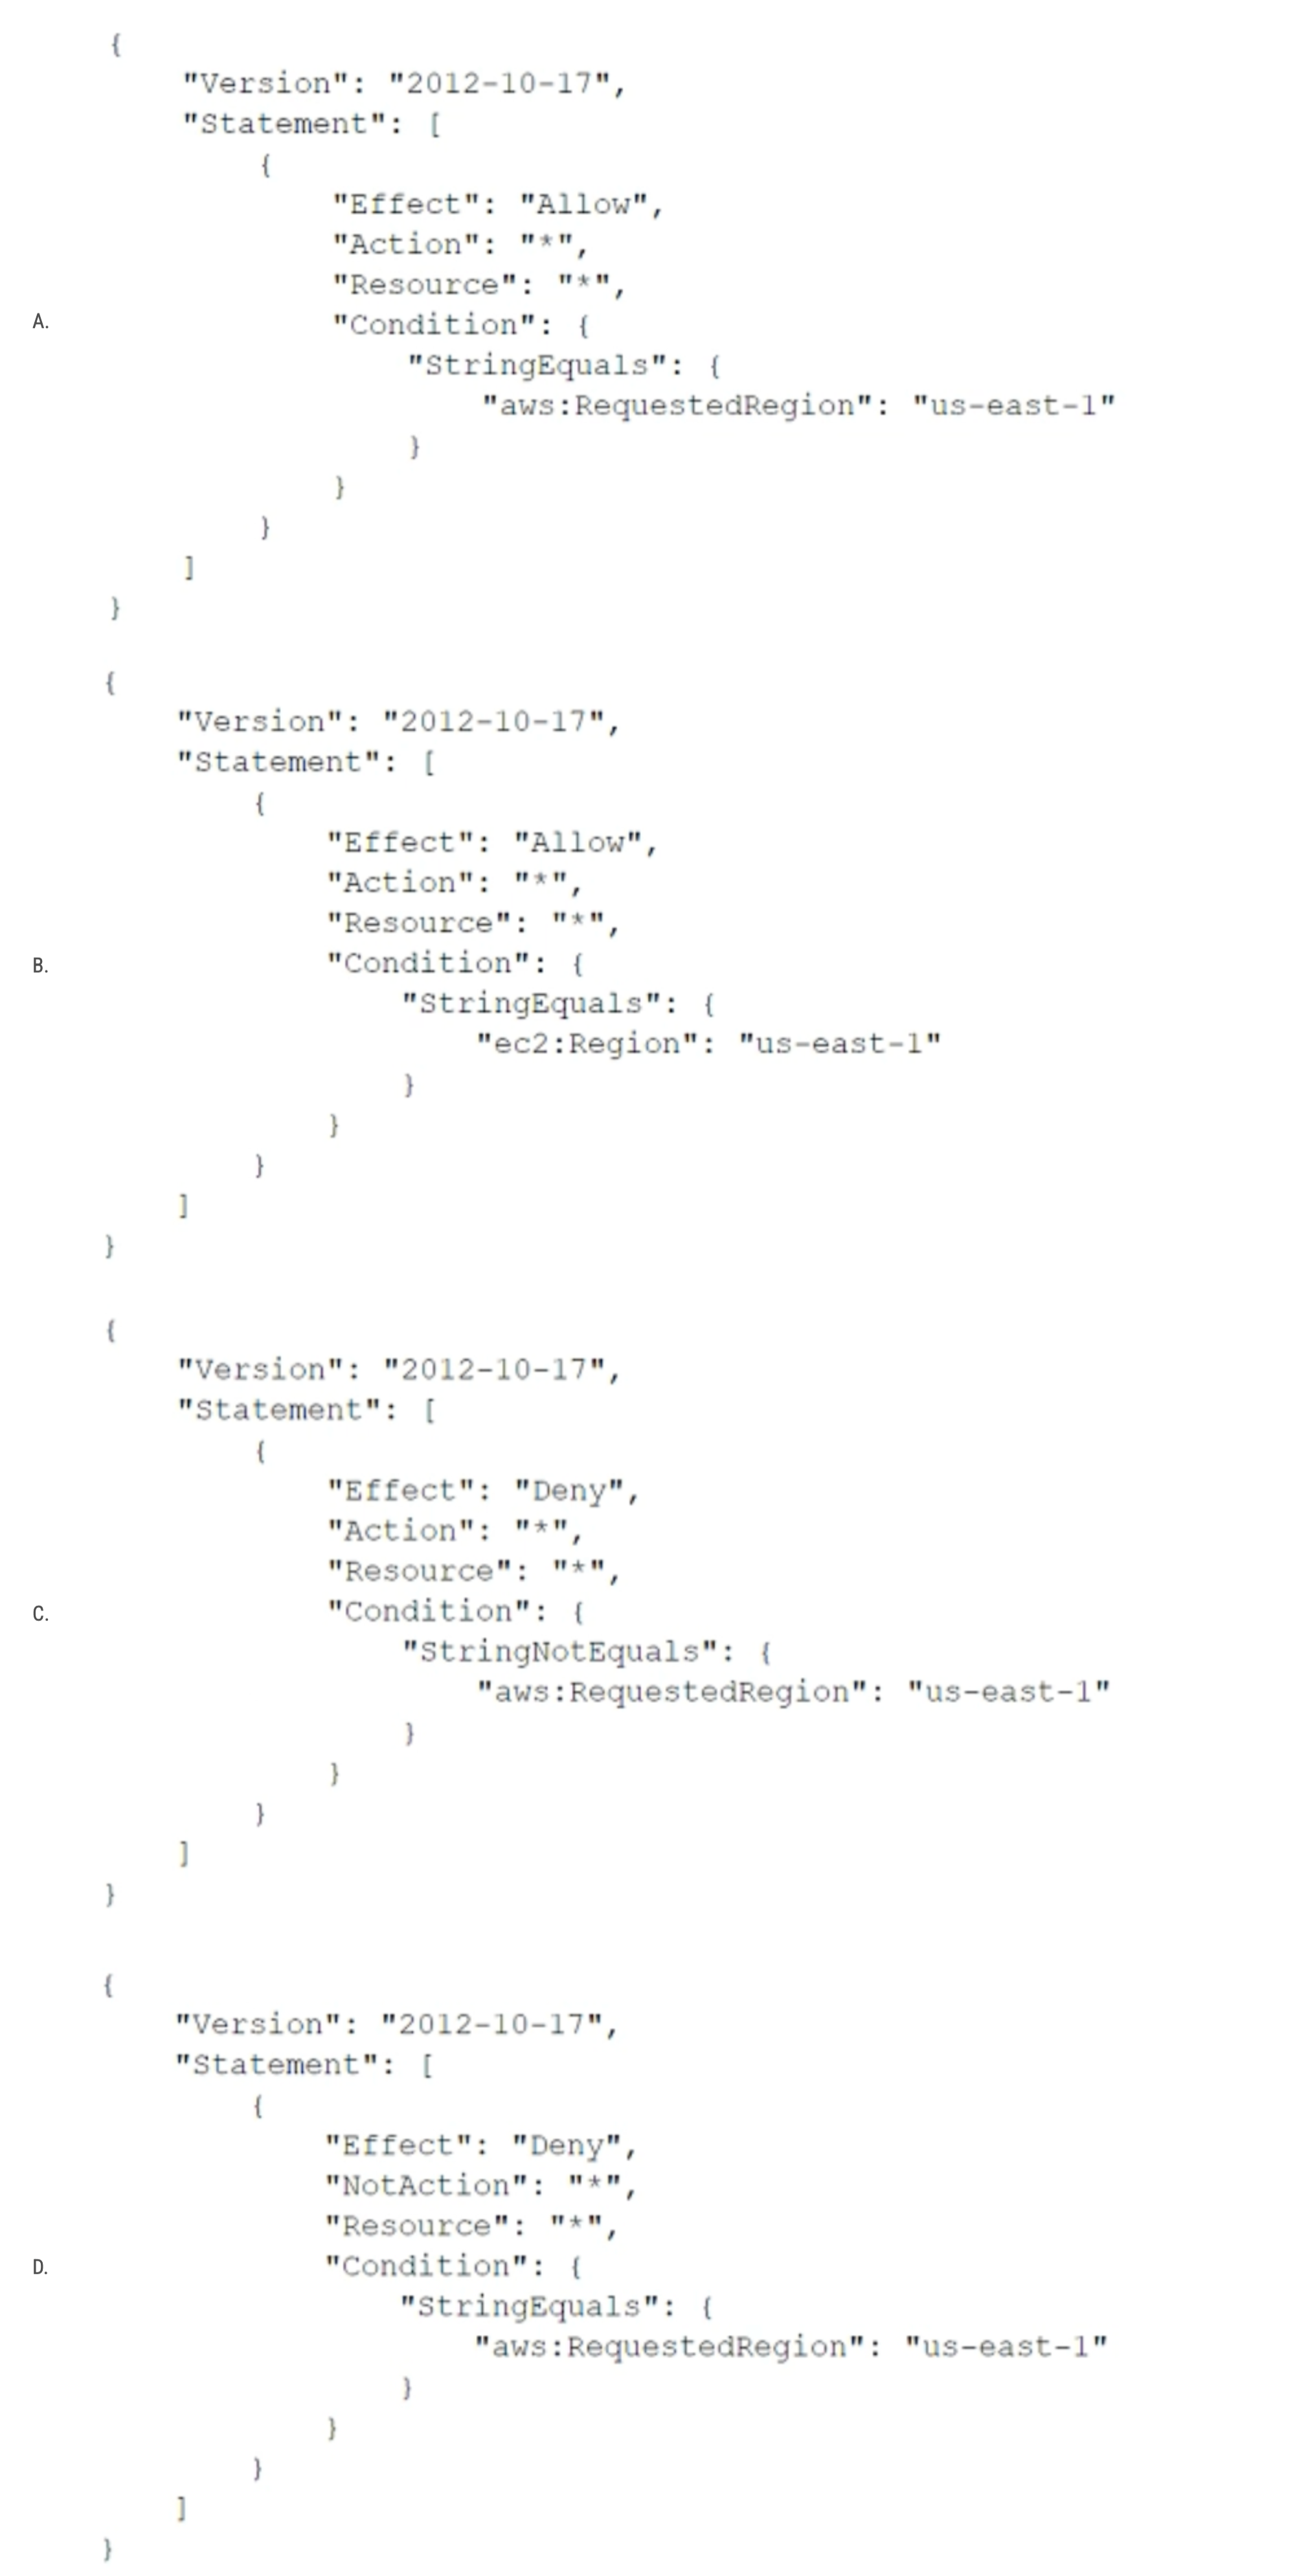 {
"Version": "2012-10-17",
"Statement": [
{
"Effect": "Allow",
"Action": "*",
"Resource": "*",
A.
"Condition": {
"StringEquals": {
"aws:RequestedRegion": "us-east-1"
}
}
}
]
}
{
"Version": "2012-10-17",
"Statement": [
{
"Effect": "Allow",
"Action": "*",
"Resource": "*",
B.
"Condition": {
"StringEquals": {
"ec2:Region": "us-east-1"
}
}
}
]
}
{
"Version": "2012-10-17",
"Statement": [
{
"Effect": "Deny",
"Action": "*",
"Resource": "*",
C.
"Condition": {
"StringNotEquals": {
"aws:RequestedRegion": "us-east-1"
}
}
}
]
}
{
"Version": "2012-10-17",
"Statement": [
{
"Effect": "Deny",
"NotAction": "*",
"Resource": "*",
D.
"Condition": {
"StringEquals": {
"aws:RequestedRegion": "us-east-1"
}
}
}
]
}